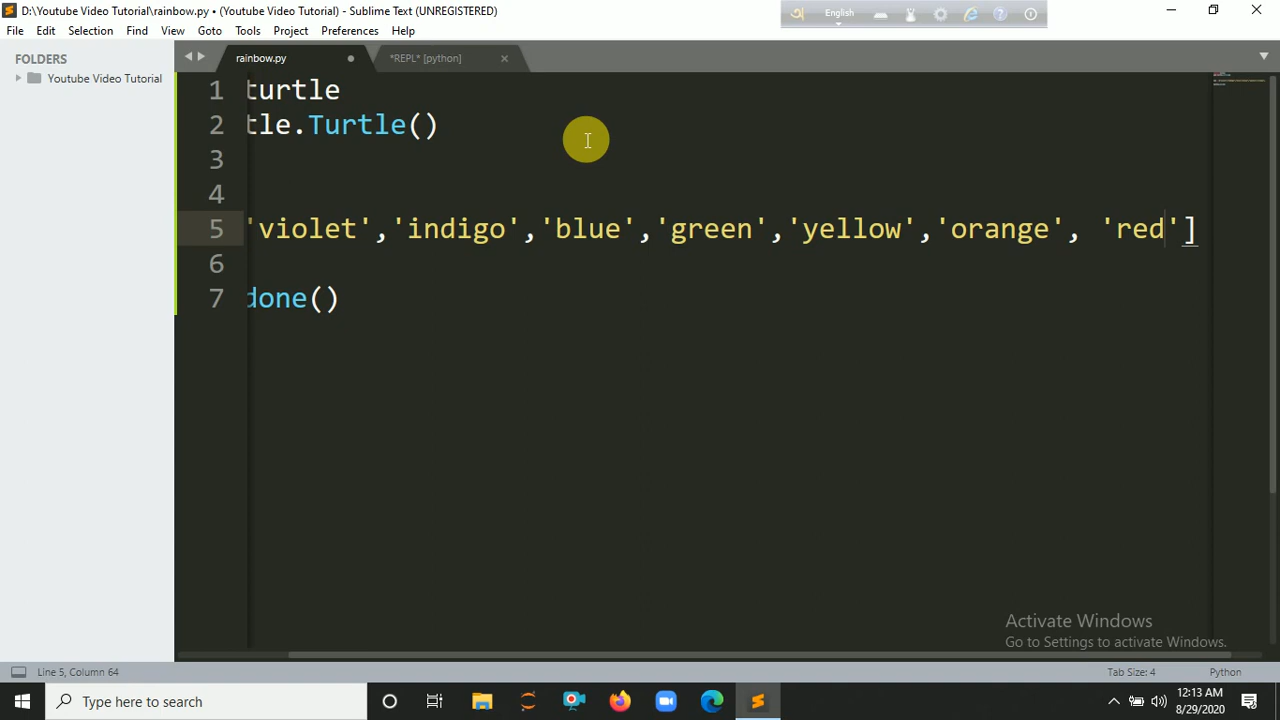 D:\Youtube Video Tutorial\rainbow.py • (Youtube Video Tutorial) - Sublime Text (UNREGISTERED)
অ English
File Edit Selection Find View Goto Tools Project Preferences Help
FOLDERS
Youtube Video Tutorial
rainbow.py
*REPL* [python]
1 turtle
2 tle.Turtle()
3
4
5 'violet','indigo','blue','green','yellow','orange', 'red']
6
7 done()
Activate Windows
Go to Settings to activate Windows.
Line 5, Column 64
Tab Size: 4
Python
Type here to search
12:13 AM
8/29/2020